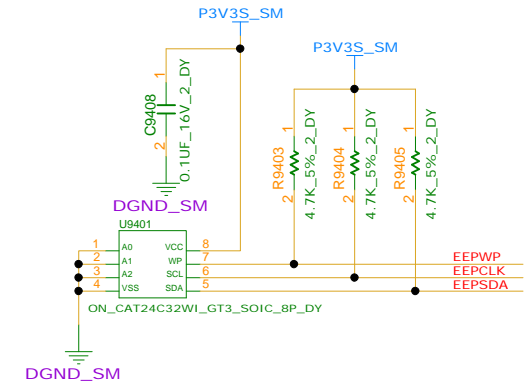 P3V3S_SM
P3V3S_SM
1
C9408
2
0.1UF_16V_2_DY
DGND_SM
1
R9403
2
4.7K_5%_2_DY
1
R9404
2
4.7K_5%_2_DY
1
R9405
2
4.7K_5%_2_DY
U9401
1 A0 VCC 8
2 A1 WP 7 EEPWP
3 A2 SCL 6 EEPCLK
4 VSS SDA 5 EEPSDA
ON_CAT24C32WI_GT3_SOIC_8P_DY
DGND_SM